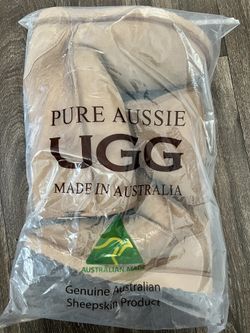 PURE AUSSIE
UGG
MADE IN AUSTRALIA
AUSTRALIAN MADE
Genuine Australian
Sheepskin Product